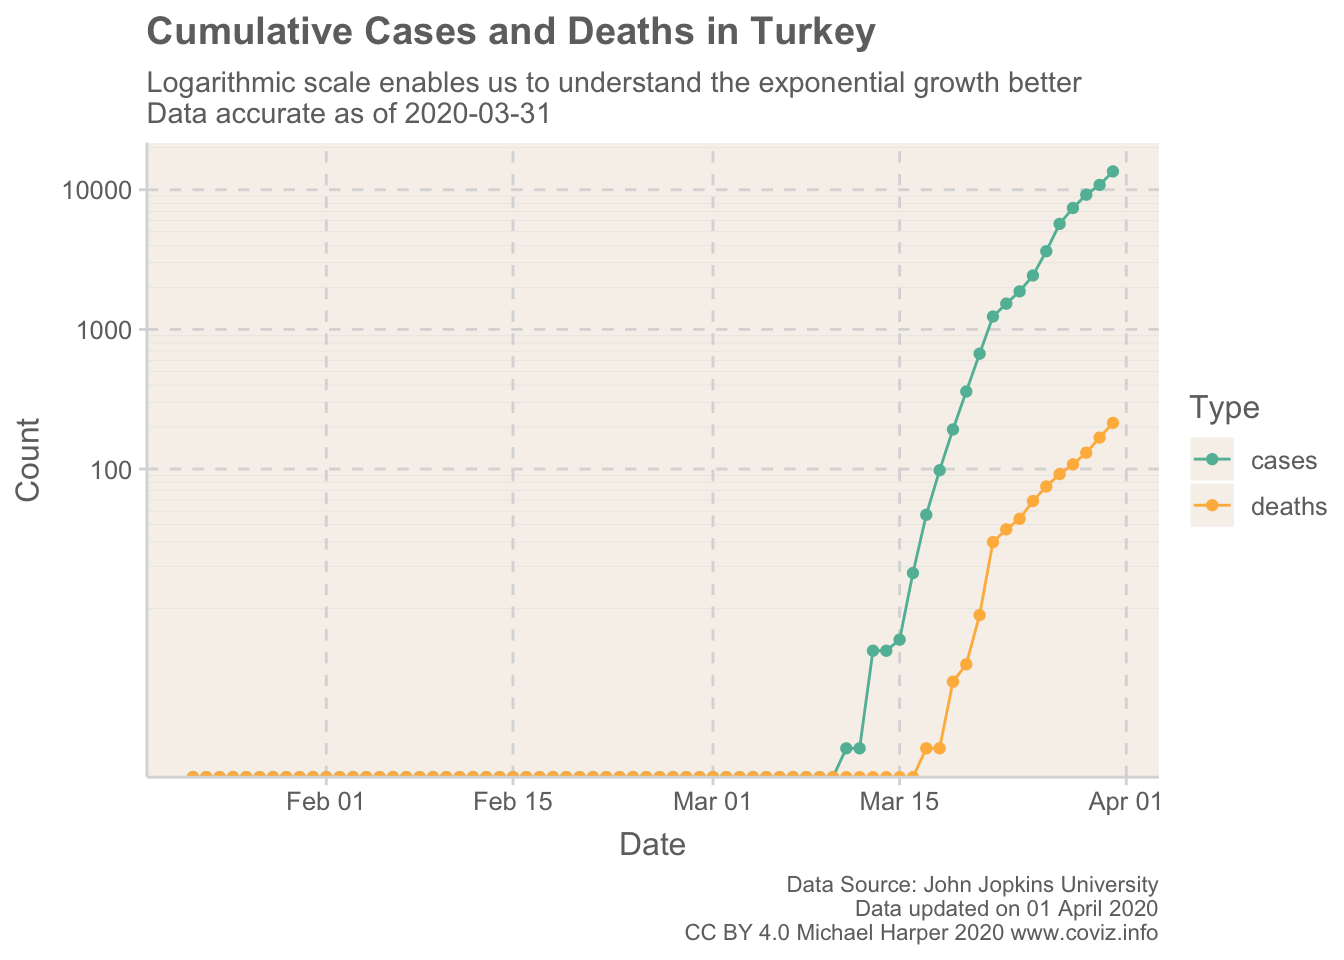 Cumulative Cases and Deaths in Turkey
Logarithmic scale enables us to understand the exponential growth better
Data accurate as of 2020-03-31
10000
1000
100
Count
Feb 01
Feb 15
Mar 01
Mar 15
Apr 01
Date
Type
cases
deaths
Data Source: John Jopkins University
Data updated on 01 April 2020
CC BY 4.0 Michael Harper 2020 www.coviz.info